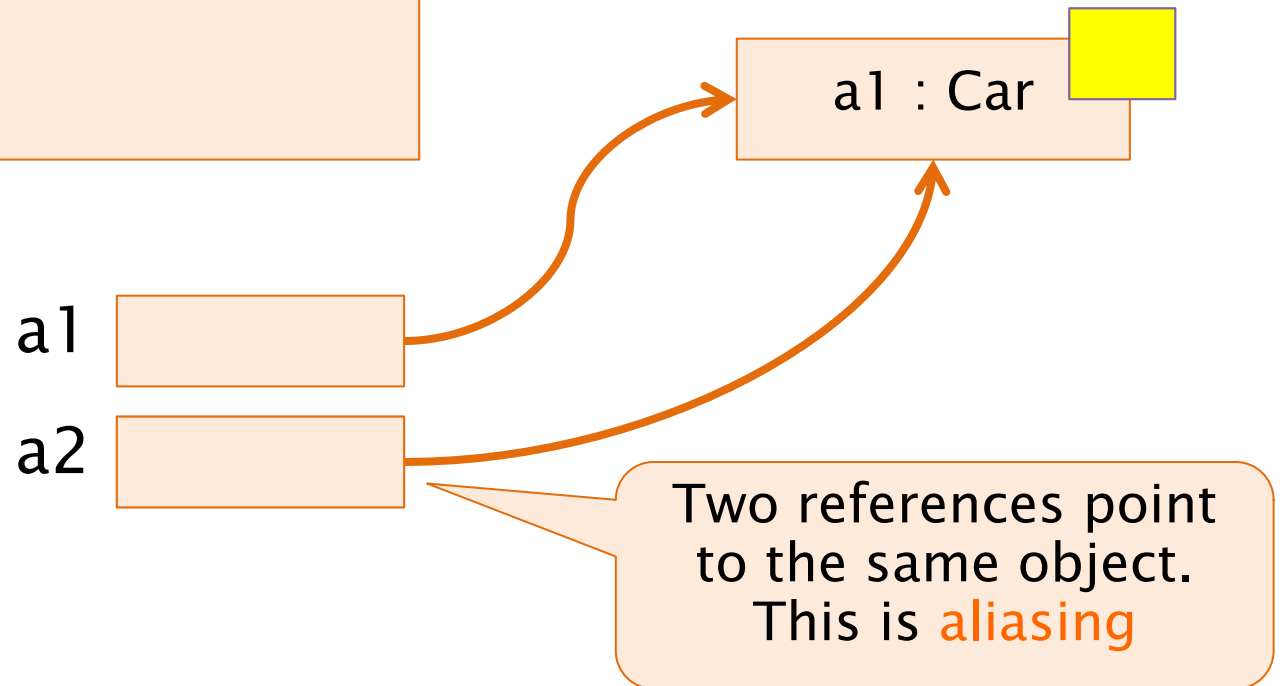 a1 : Car
a1
a2
Two references point
to the same object.
This is aliasing